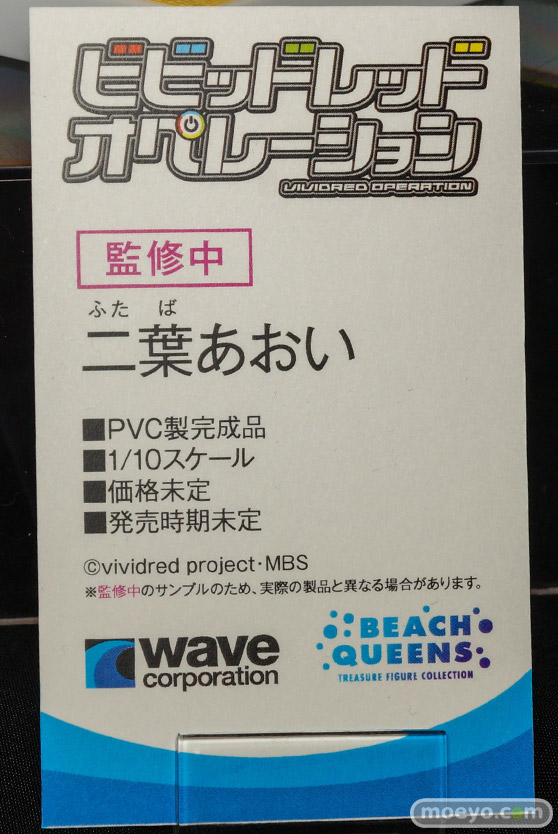 ビビッドレッド
オペレーション
VIVIDRED OPERATION
監修中
ふた ば
二葉あおい
■PVC製完成品
■1/10スケール
■価格未定
■発売時期未定
©vividred project・MBS
※監修中のサンプルのため、実際の製品と異なる場合があります。
wave
corporation
BEACH
QUEENS
TREASURE FIGURE COLLECTION
moeyo.com